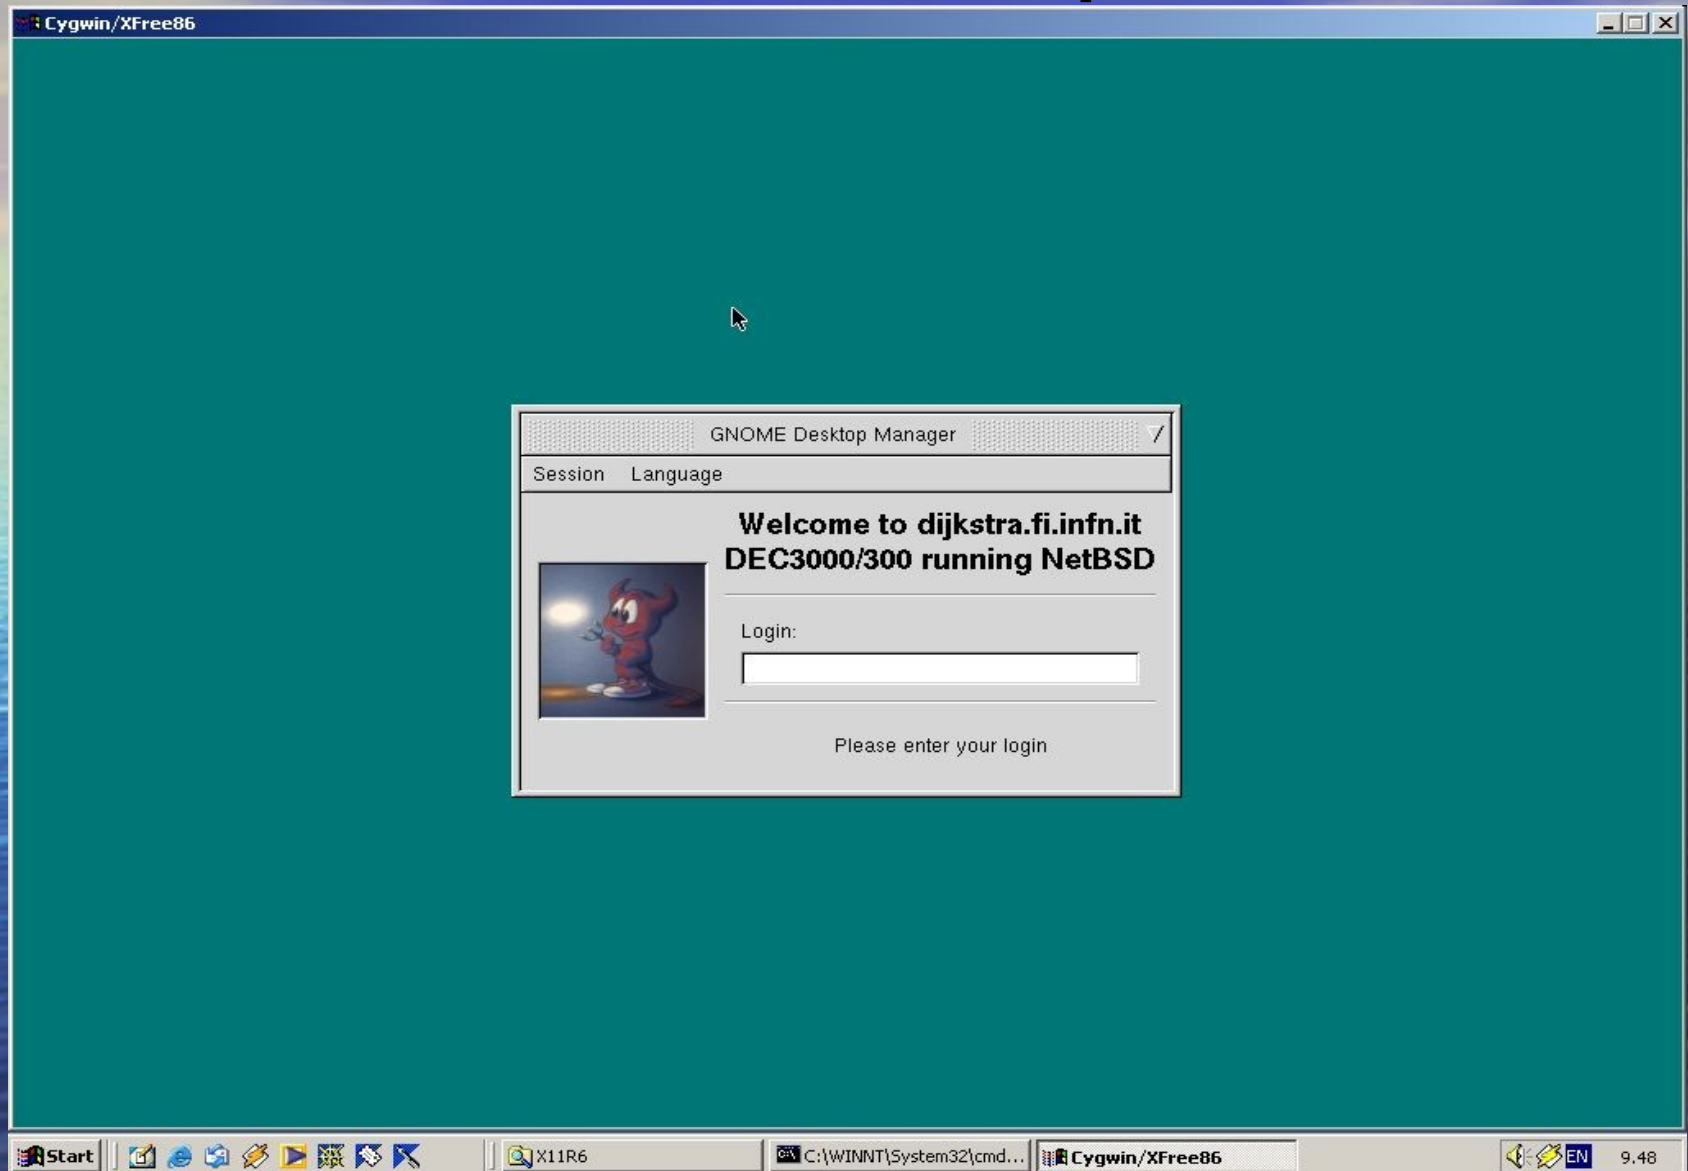 Cygwin/XFree86
GNOME Desktop Manager
Session Language
Welcome to dijkstra.fi.infn.it
DEC3000/300 running NetBSD
Login:
Please enter your login
Start X11R6 C:\WINNT\System32\cmd... Cygwin/XFree86 EN 9.48